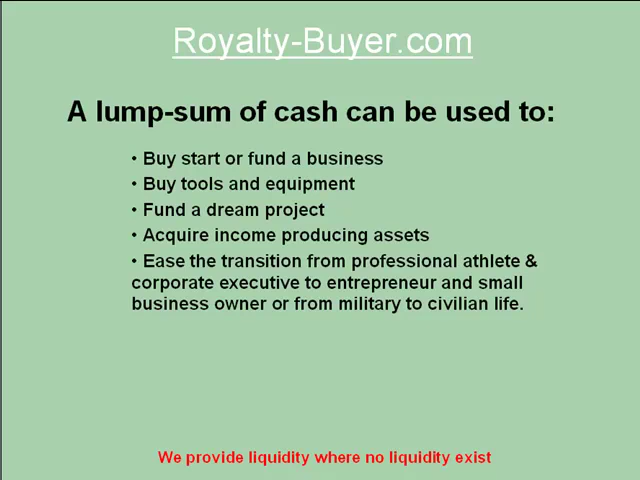 Royalty-Buyer.com
A lump-sum of cash can be used to:
• Buy start or fund a business
• Buy tools and equipment
• Fund a dream project
• Acquire income producing assets
• Ease the transition from professional athlete &
corporate executive to entrepreneur and small
business owner or from military to civilian life.
We provide liquidity where no liquidity exist